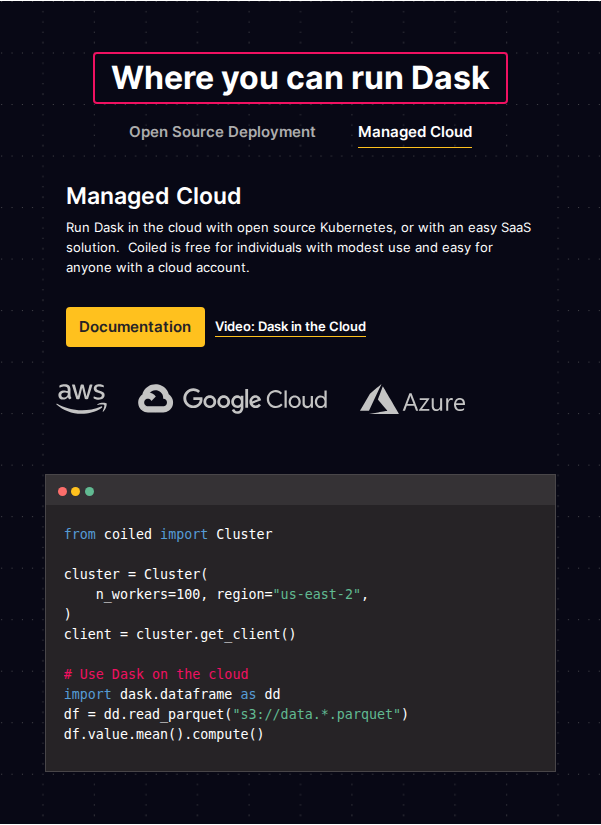 Where you can run Dask
Open Source Deployment Managed Cloud
Managed Cloud
Run Dask in the cloud with open source Kubernetes, or with an easy SaaS
solution.  Coiled is free for individuals with modest use and easy for
anyone with a cloud account.
Documentation Video: Dask in the Cloud
aws Google Cloud Azure
from coiled import Cluster

cluster = Cluster(
    n_workers=100, region="us-east-2",
)
client = cluster.get_client()

# Use Dask on the cloud
import dask.dataframe as dd
df = dd.read_parquet("s3://data.*.parquet")
df.value.mean().compute()